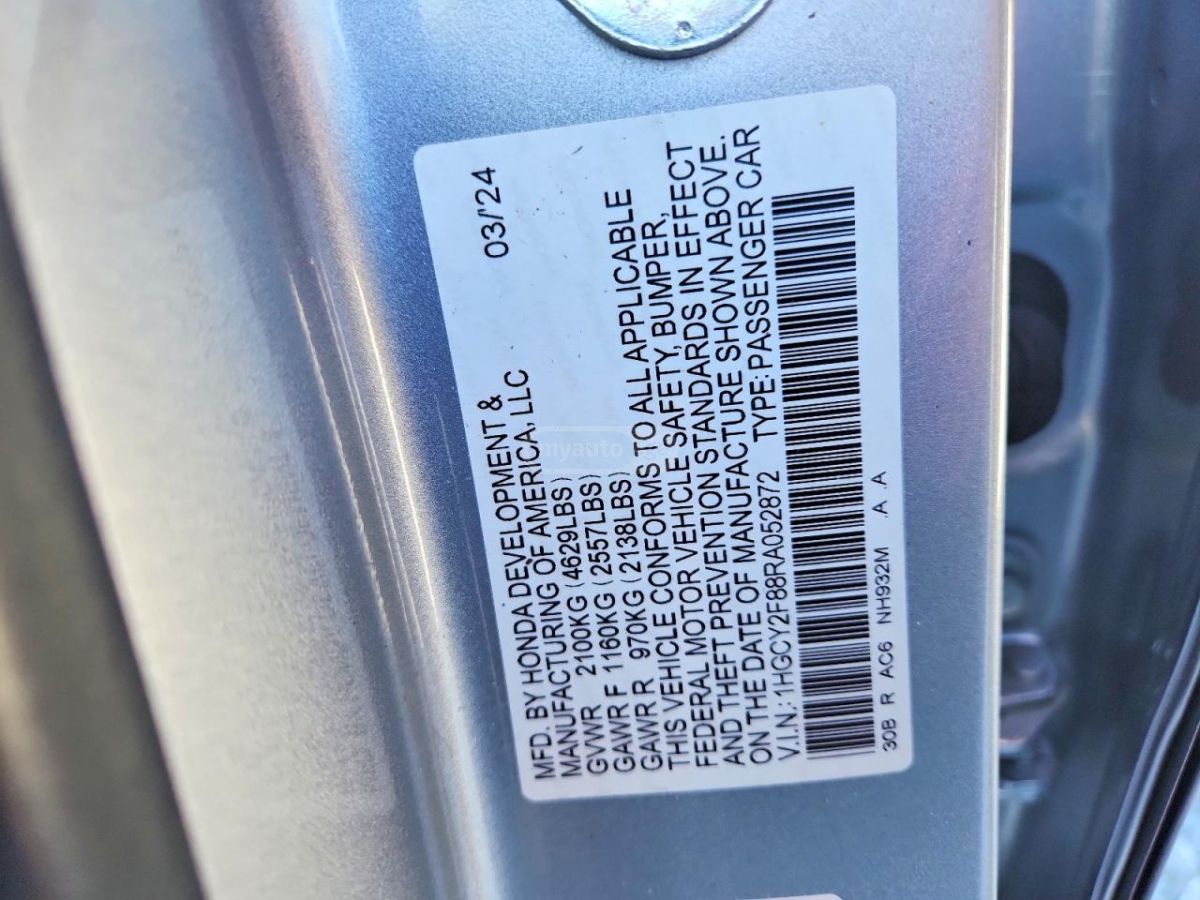 MFD. BY HONDA DEVELOPMENT & 03/'24
MANUFACTURING OF AMERICA, LLC
GVWR 2100KG (4629LBS)
GAWR F 1160KG (2557LBS)
GAWR R 970KG (2138LBS)
THIS VEHICLE CONFORMS TO ALL APPLICABLE
FEDERAL MOTOR VEHICLE SAFETY, BUMPER,
AND THEFT PREVENTION STANDARDS IN EFFECT
ON THE DATE OF MANUFACTURE SHOWN ABOVE.
V.I.N.: 1HGCY2F88RA052872 TYPE: PASSENGER CAR
30B R AC6 NH932M .A A
myauto